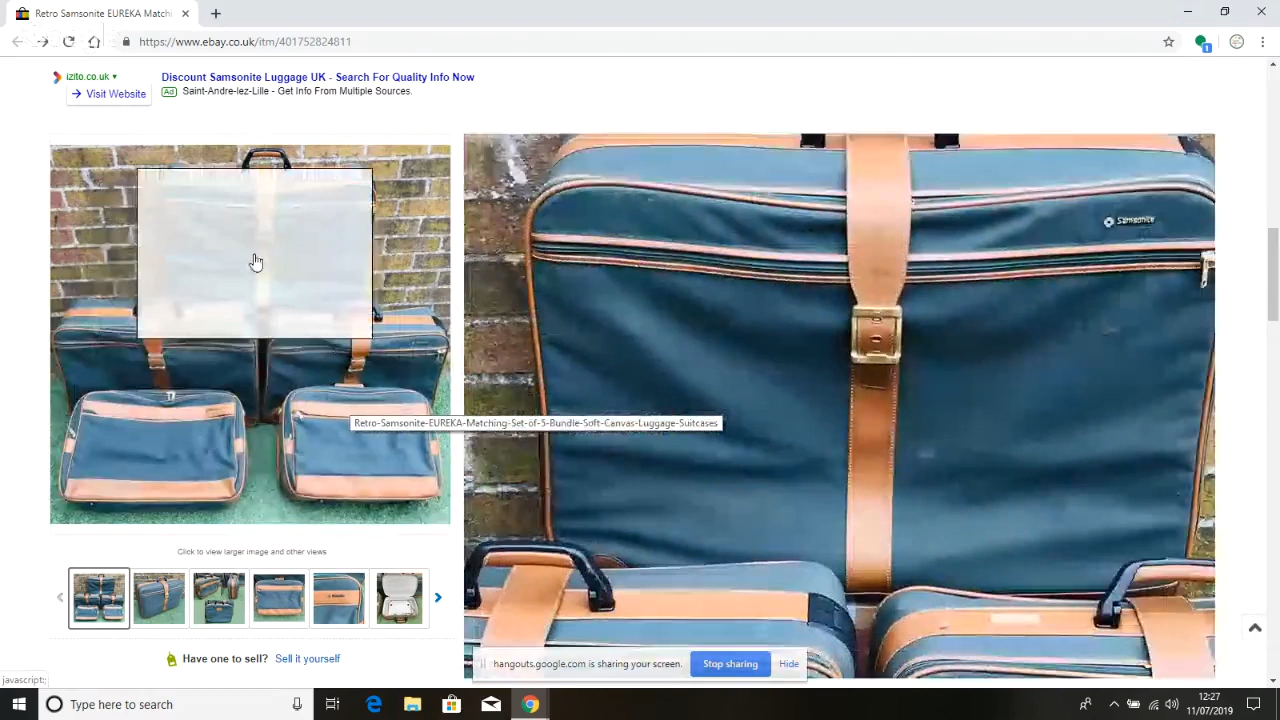 Retro Samsonite EUREKA Matchi
https://www.ebay.co.uk/itm/401752824811
1
izito.co.uk
Visit Website
Discount Samsonite Luggage UK - Search For Quality Info Now
Ad Saint-Andre-lez-Lille - Get Info From Multiple Sources.
Samsonite
Retro-Samsonite-EUREKA-Matching-Set-of-5-Bundle-Soft-Canvas-Luggage-Suitcases
Click to view larger image and other views
Have one to sell? Sell it yourself
hangouts.google.com is sharing your screen. Stop sharing Hide
javascript:;
Type here to search
12:27
11/07/2019